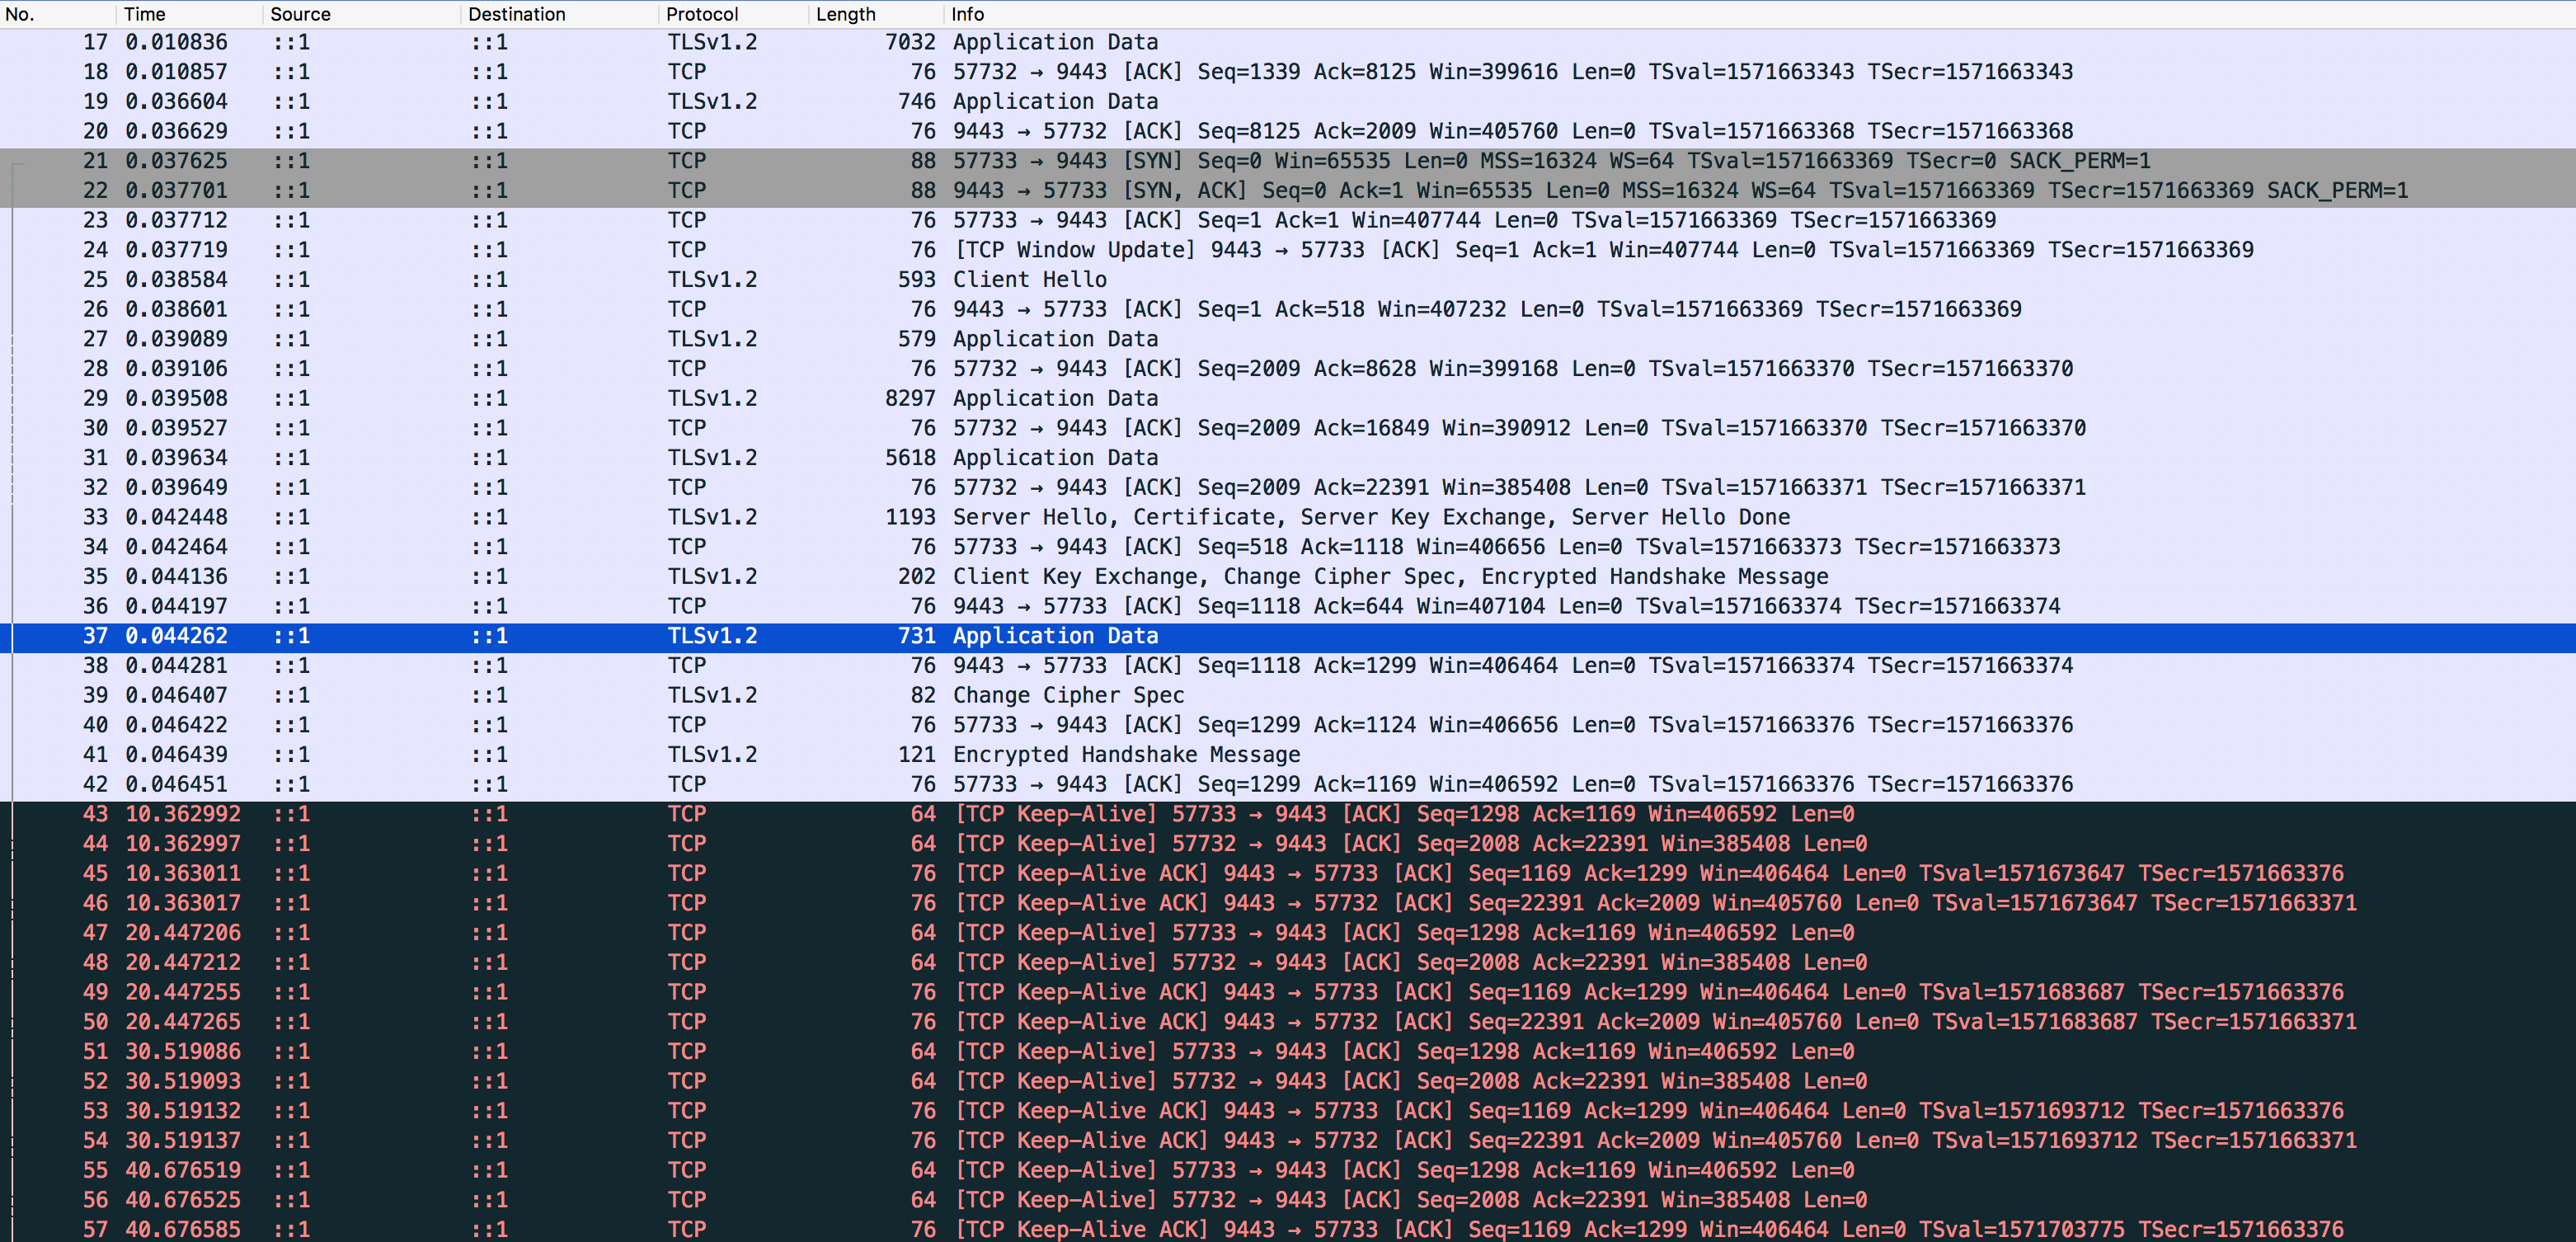 No. Time Source Destination Protocol Length Info
17 0.010836 ::1 ::1 TLSv1.2 7032 Application Data
18 0.010857 ::1 ::1 TCP 76 57732 → 9443 [ACK] Seq=1339 Ack=8125 Win=399616 Len=0 TSval=1571663343 TSecr=1571663343
19 0.036604 ::1 ::1 TLSv1.2 746 Application Data
20 0.036629 ::1 ::1 TCP 76 9443 → 57732 [ACK] Seq=8125 Ack=2009 Win=405760 Len=0 TSval=1571663368 TSecr=1571663368
21 0.037625 ::1 ::1 TCP 88 57733 → 9443 [SYN] Seq=0 Win=65535 Len=0 MSS=16324 WS=64 TSval=1571663369 TSecr=0 SACK_PERM=1
22 0.037701 ::1 ::1 TCP 88 9443 → 57733 [SYN, ACK] Seq=0 Ack=1 Win=65535 Len=0 MSS=16324 WS=64 TSval=1571663369 TSecr=1571663369 SACK_PERM=1
23 0.037712 ::1 ::1 TCP 76 57733 → 9443 [ACK] Seq=1 Ack=1 Win=407744 Len=0 TSval=1571663369 TSecr=1571663369
24 0.037719 ::1 ::1 TCP 76 [TCP Window Update] 9443 → 57733 [ACK] Seq=1 Ack=1 Win=407744 Len=0 TSval=1571663369 TSecr=1571663369
25 0.038584 ::1 ::1 TLSv1.2 593 Client Hello
26 0.038601 ::1 ::1 TCP 76 9443 → 57733 [ACK] Seq=1 Ack=518 Win=407232 Len=0 TSval=1571663369 TSecr=1571663369
27 0.039089 ::1 ::1 TLSv1.2 579 Application Data
28 0.039106 ::1 ::1 TCP 76 57732 → 9443 [ACK] Seq=2009 Ack=8628 Win=399168 Len=0 TSval=1571663370 TSecr=1571663370
29 0.039508 ::1 ::1 TLSv1.2 8297 Application Data
30 0.039527 ::1 ::1 TCP 76 57732 → 9443 [ACK] Seq=2009 Ack=16849 Win=390912 Len=0 TSval=1571663370 TSecr=1571663370
31 0.039634 ::1 ::1 TLSv1.2 5618 Application Data
32 0.039649 ::1 ::1 TCP 76 57732 → 9443 [ACK] Seq=2009 Ack=22391 Win=385408 Len=0 TSval=1571663371 TSecr=1571663371
33 0.042448 ::1 ::1 TLSv1.2 1193 Server Hello, Certificate, Server Key Exchange, Server Hello Done
34 0.042464 ::1 ::1 TCP 76 57733 → 9443 [ACK] Seq=518 Ack=1118 Win=406656 Len=0 TSval=1571663373 TSecr=1571663373
35 0.044136 ::1 ::1 TLSv1.2 202 Client Key Exchange, Change Cipher Spec, Encrypted Handshake Message
36 0.044197 ::1 ::1 TCP 76 9443 → 57733 [ACK] Seq=1118 Ack=644 Win=407104 Len=0 TSval=1571663374 TSecr=1571663374
37 0.044262 ::1 ::1 TLSv1.2 731 Application Data
38 0.044281 ::1 ::1 TCP 76 9443 → 57733 [ACK] Seq=1118 Ack=1299 Win=406464 Len=0 TSval=1571663374 TSecr=1571663374
39 0.046407 ::1 ::1 TLSv1.2 82 Change Cipher Spec
40 0.046422 ::1 ::1 TCP 76 57733 → 9443 [ACK] Seq=1299 Ack=1124 Win=406656 Len=0 TSval=1571663376 TSecr=1571663376
41 0.046439 ::1 ::1 TLSv1.2 121 Encrypted Handshake Message
42 0.046451 ::1 ::1 TCP 76 57733 → 9443 [ACK] Seq=1299 Ack=1169 Win=406592 Len=0 TSval=1571663376 TSecr=1571663376
43 10.362992 ::1 ::1 TCP 64 [TCP Keep-Alive] 57733 → 9443 [ACK] Seq=1298 Ack=1169 Win=406592 Len=0
44 10.362997 ::1 ::1 TCP 64 [TCP Keep-Alive] 57732 → 9443 [ACK] Seq=2008 Ack=22391 Win=385408 Len=0
45 10.363011 ::1 ::1 TCP 76 [TCP Keep-Alive ACK] 9443 → 57733 [ACK] Seq=1169 Ack=1299 Win=406464 Len=0 TSval=1571673647 TSecr=1571663376
46 10.363017 ::1 ::1 TCP 76 [TCP Keep-Alive ACK] 9443 → 57732 [ACK] Seq=22391 Ack=2009 Win=405760 Len=0 TSval=1571673647 TSecr=1571663371
47 20.447206 ::1 ::1 TCP 64 [TCP Keep-Alive] 57733 → 9443 [ACK] Seq=1298 Ack=1169 Win=406592 Len=0
48 20.447212 ::1 ::1 TCP 64 [TCP Keep-Alive] 57732 → 9443 [ACK] Seq=2008 Ack=22391 Win=385408 Len=0
49 20.447255 ::1 ::1 TCP 76 [TCP Keep-Alive ACK] 9443 → 57733 [ACK] Seq=1169 Ack=1299 Win=406464 Len=0 TSval=1571683687 TSecr=1571663376
50 20.447265 ::1 ::1 TCP 76 [TCP Keep-Alive ACK] 9443 → 57732 [ACK] Seq=22391 Ack=2009 Win=405760 Len=0 TSval=1571683687 TSecr=1571663371
51 30.519086 ::1 ::1 TCP 64 [TCP Keep-Alive] 57733 → 9443 [ACK] Seq=1298 Ack=1169 Win=406592 Len=0
52 30.519093 ::1 ::1 TCP 64 [TCP Keep-Alive] 57732 → 9443 [ACK] Seq=2008 Ack=22391 Win=385408 Len=0
53 30.519132 ::1 ::1 TCP 76 [TCP Keep-Alive ACK] 9443 → 57733 [ACK] Seq=1169 Ack=1299 Win=406464 Len=0 TSval=1571693712 TSecr=1571663376
54 30.519137 ::1 ::1 TCP 76 [TCP Keep-Alive ACK] 9443 → 57732 [ACK] Seq=22391 Ack=2009 Win=405760 Len=0 TSval=1571693712 TSecr=1571663371
55 40.676519 ::1 ::1 TCP 64 [TCP Keep-Alive] 57733 → 9443 [ACK] Seq=1298 Ack=1169 Win=406592 Len=0
56 40.676525 ::1 ::1 TCP 64 [TCP Keep-Alive] 57732 → 9443 [ACK] Seq=2008 Ack=22391 Win=385408 Len=0
57 40.676585 ::1 ::1 TCP 76 [TCP Keep-Alive ACK] 9443 → 57733 [ACK] Seq=1169 Ack=1299 Win=406464 Len=0 TSval=1571703775 TSecr=1571663376